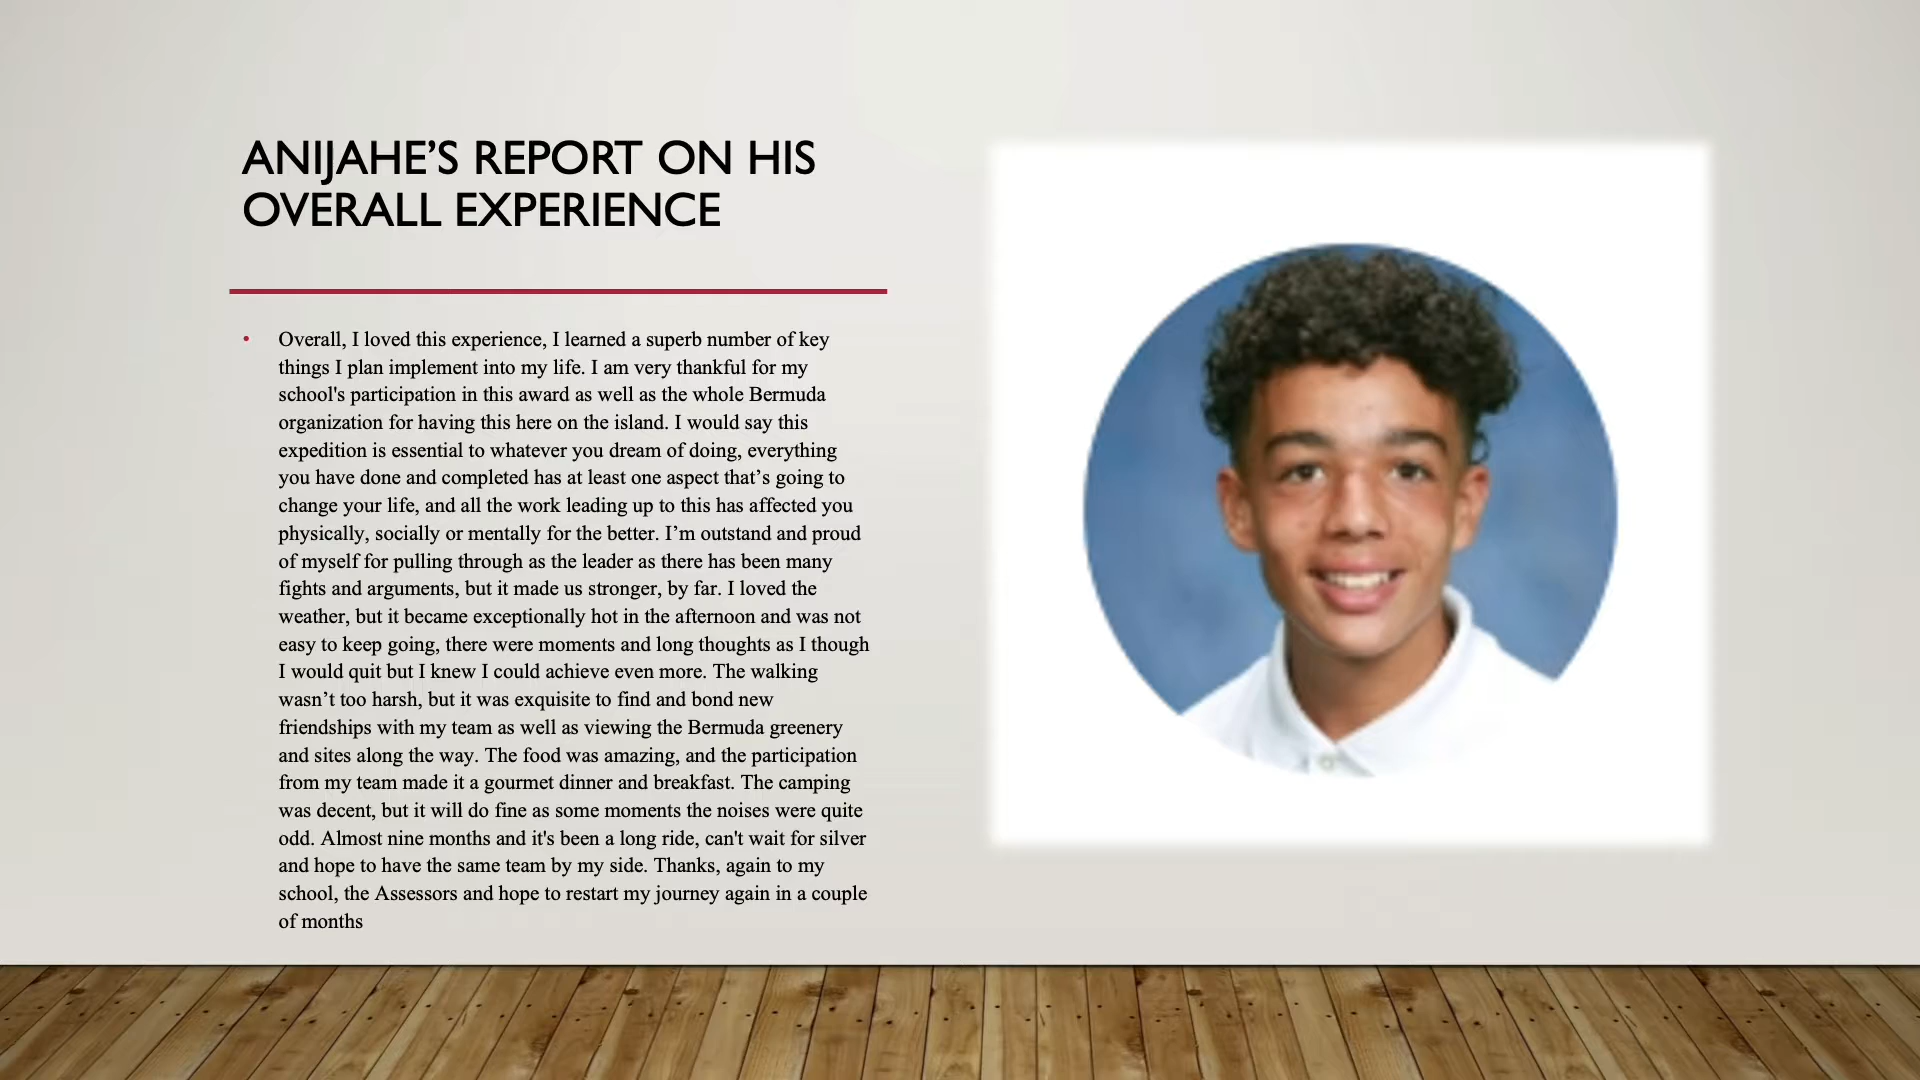 ANIJAHE’S REPORT ON HIS
OVERALL EXPERIENCE
• Overall, I loved this experience, I learned a superb number of key
things I plan implement into my life. I am very thankful for my
school's participation in this award as well as the whole Bermuda
organization for having this here on the island. I would say this
expedition is essential to whatever you dream of doing, everything
you have done and completed has at least one aspect that’s going to
change your life, and all the work leading up to this has affected you
physically, socially or mentally for the better. I’m outstand and proud
of myself for pulling through as the leader as there has been many
fights and arguments, but it made us stronger, by far. I loved the
weather, but it became exceptionally hot in the afternoon and was not
easy to keep going, there were moments and long thoughts as I though
I would quit but I knew I could achieve even more. The walking
wasn’t too harsh, but it was exquisite to find and bond new
friendships with my team as well as viewing the Bermuda greenery
and sites along the way. The food was amazing, and the participation
from my team made it a gourmet dinner and breakfast. The camping
was decent, but it will do fine as some moments the noises were quite
odd. Almost nine months and it's been a long ride, can't wait for silver
and hope to have the same team by my side. Thanks, again to my
school, the Assessors and hope to restart my journey again in a couple
of months